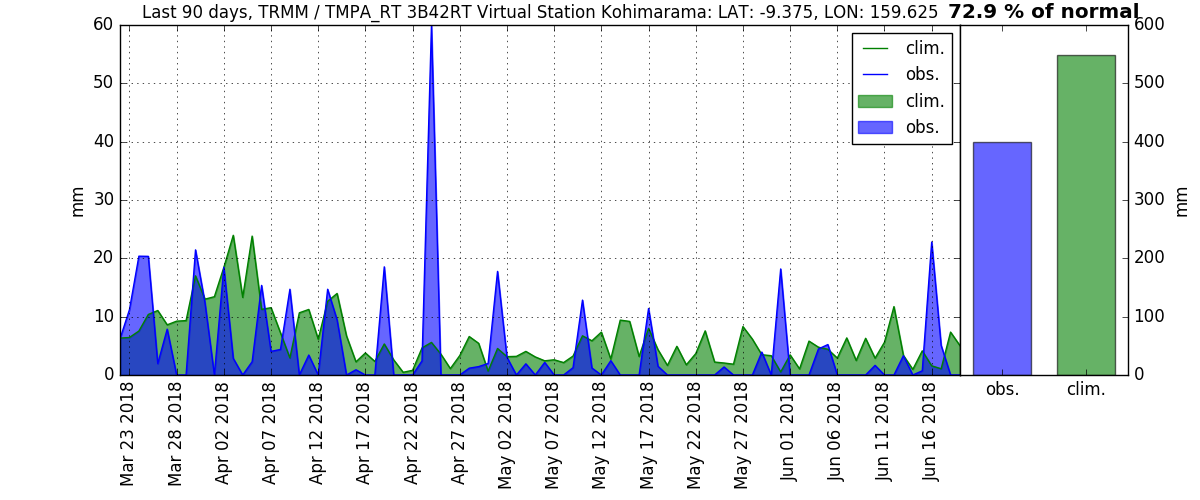 Last 90 days, TRMM / TMPA_RT 3B42RT Virtual Station Kohimarama: LAT: -9.375, LON: 159.625 72.9 % of normal
60
50
40
30
20
10
0
mm
clim.
obs.
clim.
obs.
600
500
400
300
200
100
0
mm
Mar 23 2018
Mar 28 2018
Apr 02 2018
Apr 07 2018
Apr 12 2018
Apr 17 2018
Apr 22 2018
Apr 27 2018
May 02 2018
May 07 2018
May 12 2018
May 17 2018
May 22 2018
May 27 2018
Jun 01 2018
Jun 06 2018
Jun 11 2018
Jun 16 2018
obs.
clim.